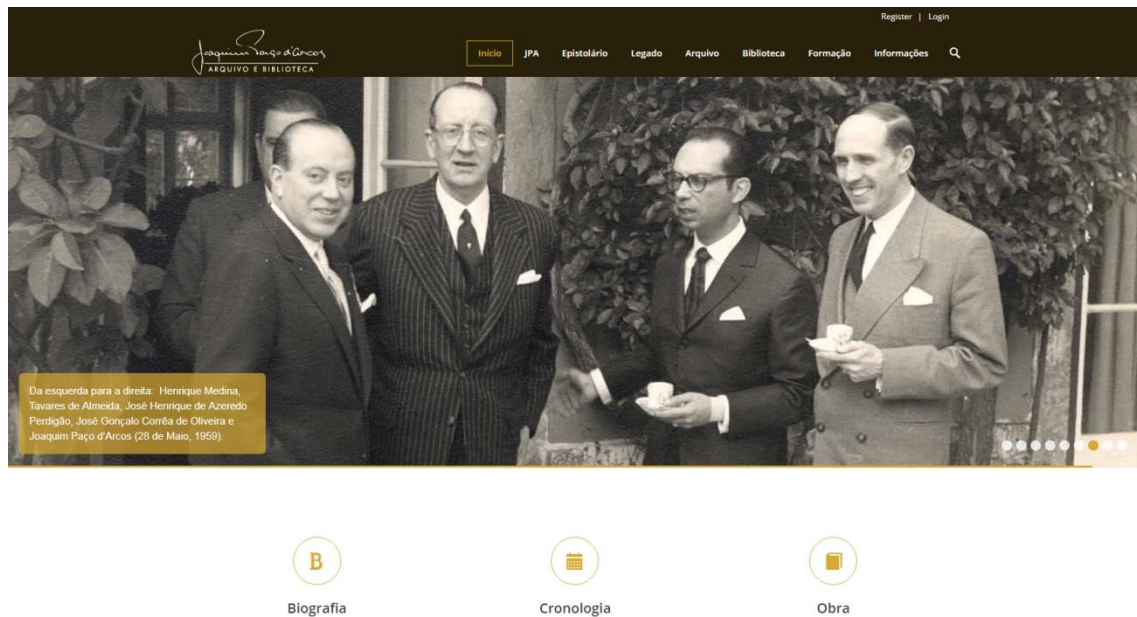 Register | Login
Joaquim Paço d'Arcos
ARQUIVO E BIBLIOTECA
Início JPA Epistolário Legado Arquivo Biblioteca Formação Informações
Da esquerda para a direita: Henrique Medina,
Tavares de Almeida, José Henrique de Azeredo
Perdigão, José Gonçalo Corrêa de Oliveira e
Joaquim Paço d'Arcos (28 de Maio, 1959).
B
Biografia Cronologia Obra